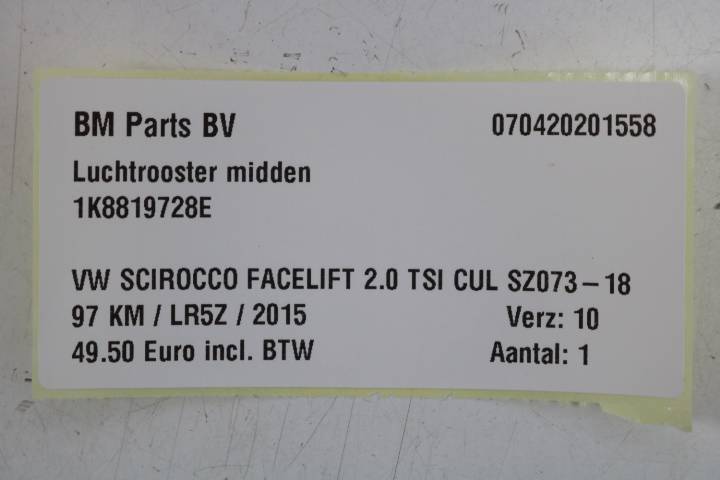 BM Parts BV 070420201558
Luchtrooster midden
1K8819728E
VW SCIROCCO FACELIFT 2.0 TSI CUL SZ073-18
97 KM / LR5Z / 2015 Verz: 10
49.50 Euro incl. BTW Aantal: 1